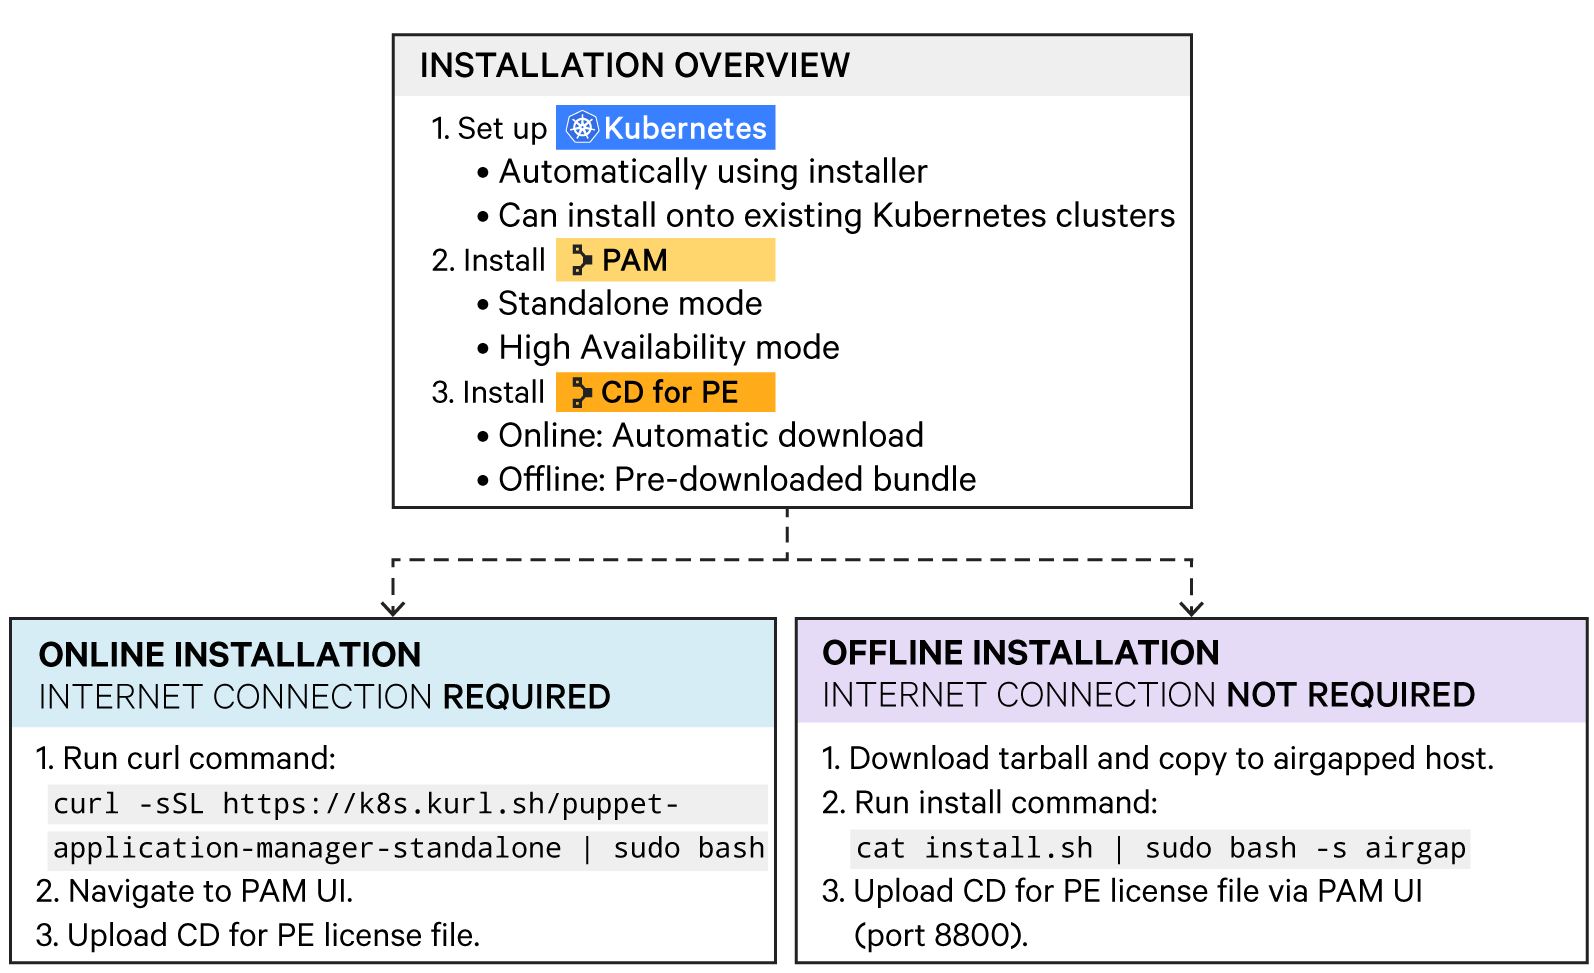 INSTALLATION OVERVIEW
1. Set up Kubernetes
• Automatically using installer
• Can install onto existing Kubernetes clusters
2. Install PAM
• Standalone mode
• High Availability mode
3. Install CD for PE
• Online: Automatic download
• Offline: Pre-downloaded bundle
ONLINE INSTALLATION
INTERNET CONNECTION REQUIRED
1. Run curl command:
curl -sSL https://k8s.kurl.sh/puppet-
application-manager-standalone | sudo bash
2. Navigate to PAM UI.
3. Upload CD for PE license file.
OFFLINE INSTALLATION
INTERNET CONNECTION NOT REQUIRED
1. Download tarball and copy to airgapped host.
2. Run install command:
cat install.sh | sudo bash -s airgap
3. Upload CD for PE license file via PAM UI
(port 8800).